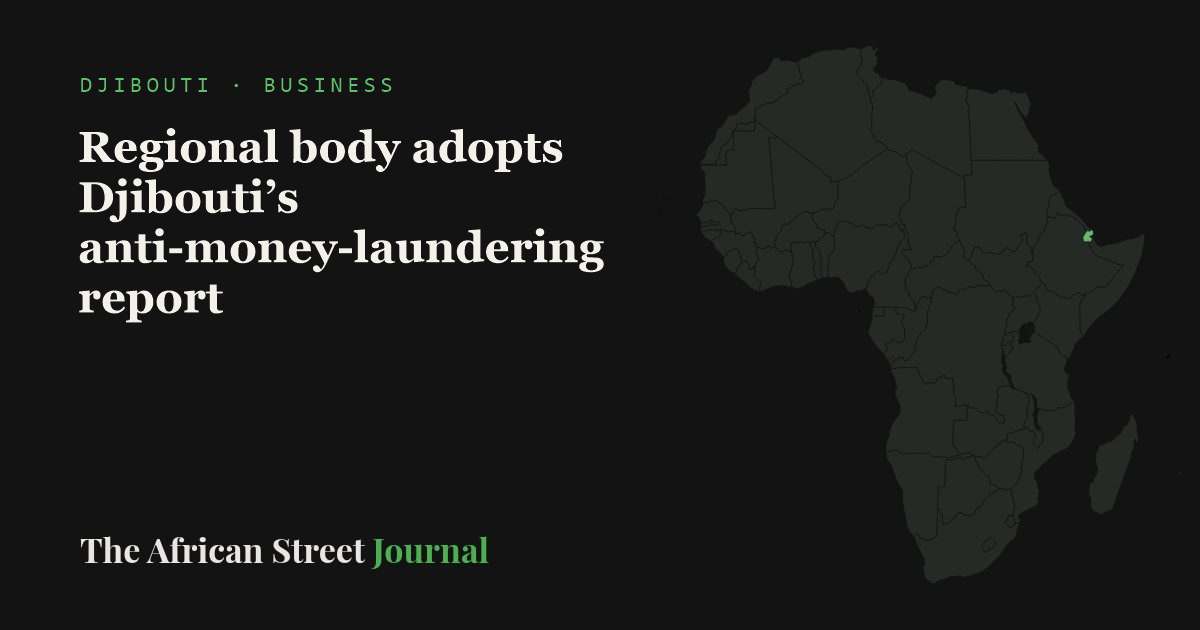 DJIBOUTI · BUSINESS
Regional body adopts
Djibouti’s
anti-money-laundering
report
The African Street Journal